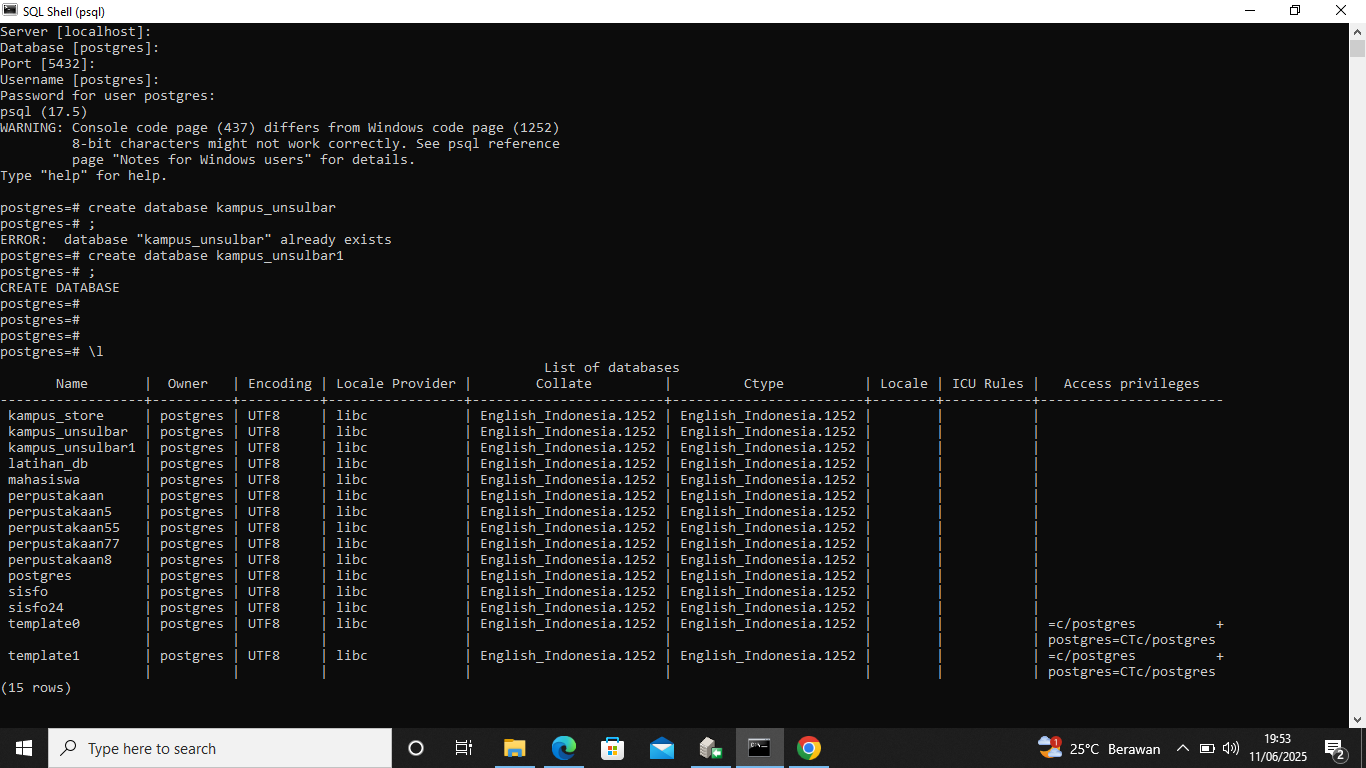 SQL Shell (psql)
Server [localhost]:
Database [postgres]:
Port [5432]:
Username [postgres]:
Password for user postgres:
psql (17.5)
WARNING: Console code page (437) differs from Windows code page (1252)
         8-bit characters might not work correctly. See psql reference
         page "Notes for Windows users" for details.
Type "help" for help.
postgres=# create database kampus_unsulbar
postgres-# ;
ERROR:  database "kampus_unsulbar" already exists
postgres=# create database kampus_unsulbar1
postgres-# ;
CREATE DATABASE
postgres=#
postgres=#
postgres=#
postgres=# \l
List of databases
Name | Owner | Encoding | Locale Provider | Collate | Ctype | Locale | ICU Rules | Access privileges
------------------+----------+----------+-----------------+------------------------+------------------------+--------+-----------+-----------------------
kampus_store | postgres | UTF8 | libc | English_Indonesia.1252 | English_Indonesia.1252 | | |
kampus_unsulbar | postgres | UTF8 | libc | English_Indonesia.1252 | English_Indonesia.1252 | | |
kampus_unsulbar1 | postgres | UTF8 | libc | English_Indonesia.1252 | English_Indonesia.1252 | | |
latihan_db | postgres | UTF8 | libc | English_Indonesia.1252 | English_Indonesia.1252 | | |
mahasiswa | postgres | UTF8 | libc | English_Indonesia.1252 | English_Indonesia.1252 | | |
perpustakaan | postgres | UTF8 | libc | English_Indonesia.1252 | English_Indonesia.1252 | | |
perpustakaan5 | postgres | UTF8 | libc | English_Indonesia.1252 | English_Indonesia.1252 | | |
perpustakaan55 | postgres | UTF8 | libc | English_Indonesia.1252 | English_Indonesia.1252 | | |
perpustakaan77 | postgres | UTF8 | libc | English_Indonesia.1252 | English_Indonesia.1252 | | |
perpustakaan8 | postgres | UTF8 | libc | English_Indonesia.1252 | English_Indonesia.1252 | | |
postgres | postgres | UTF8 | libc | English_Indonesia.1252 | English_Indonesia.1252 | | |
sisfo | postgres | UTF8 | libc | English_Indonesia.1252 | English_Indonesia.1252 | | |
sisfo24 | postgres | UTF8 | libc | English_Indonesia.1252 | English_Indonesia.1252 | | |
template0 | postgres | UTF8 | libc | English_Indonesia.1252 | English_Indonesia.1252 | | | =c/postgres +
| | | | | | | | postgres=CTc/postgres
template1 | postgres | UTF8 | libc | English_Indonesia.1252 | English_Indonesia.1252 | | | =c/postgres +
| | | | | | | | postgres=CTc/postgres
(15 rows)
Type here to search
1
25°C Berawan
19:53
11/06/2025
2